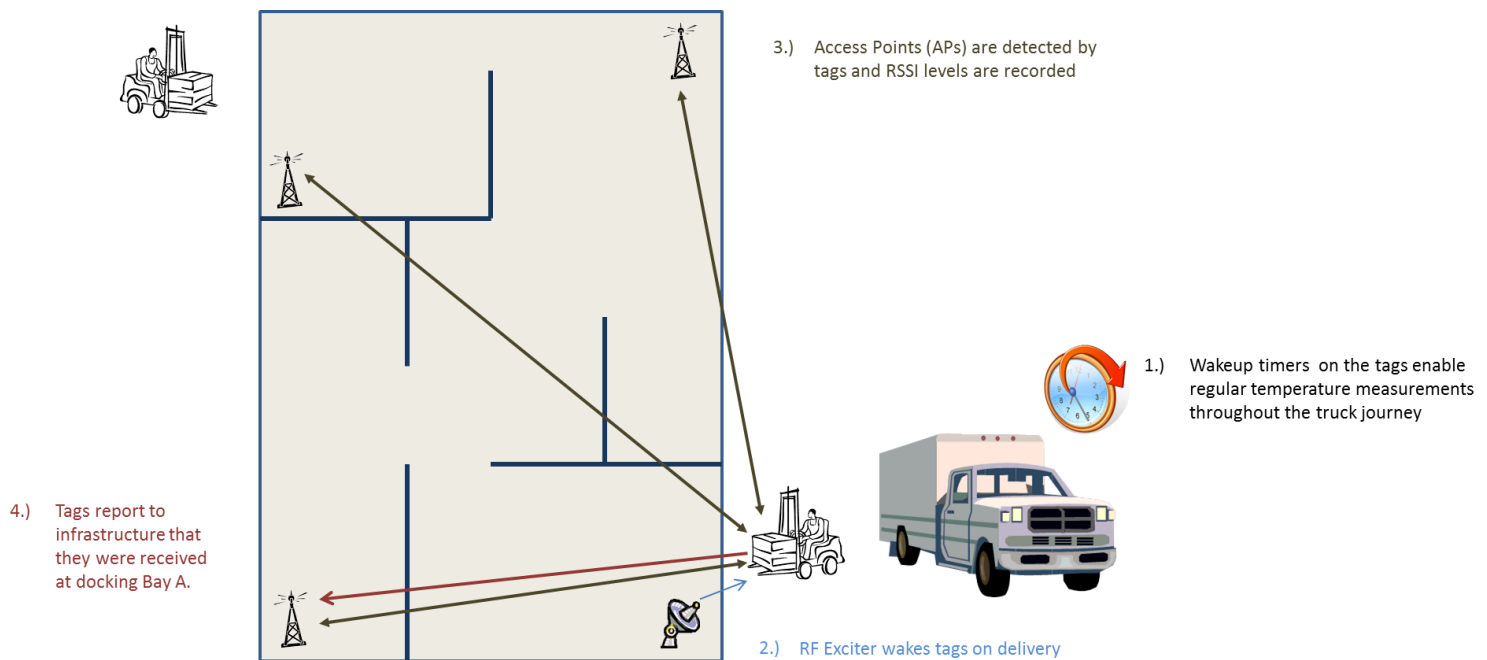 3.) Access Points (APs) are detected by
tags and RSSI levels are recorded
1.) Wakeup timers on the tags enable
regular temperature measurements
throughout the truck journey
4.) Tags report to
infrastructure that
they were received
at docking Bay A.
2.) RF Exciter wakes tags on delivery